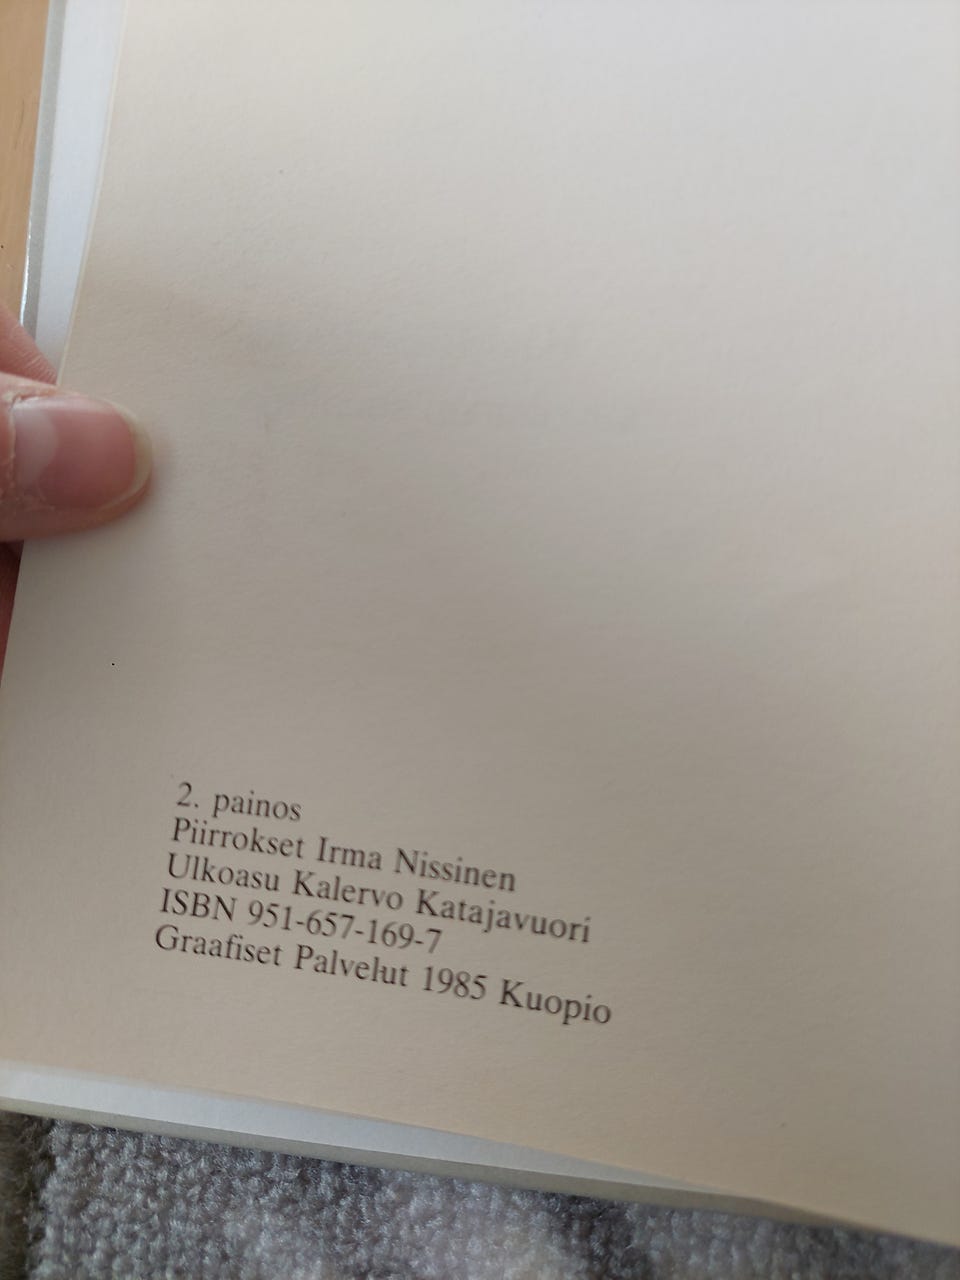 2. painos
Piirrokset Irma Nissinen
Ulkoasu Kalervo Katajavuori
ISBN 951-657-169-7
Graafiset Palvelut 1985 Kuopio